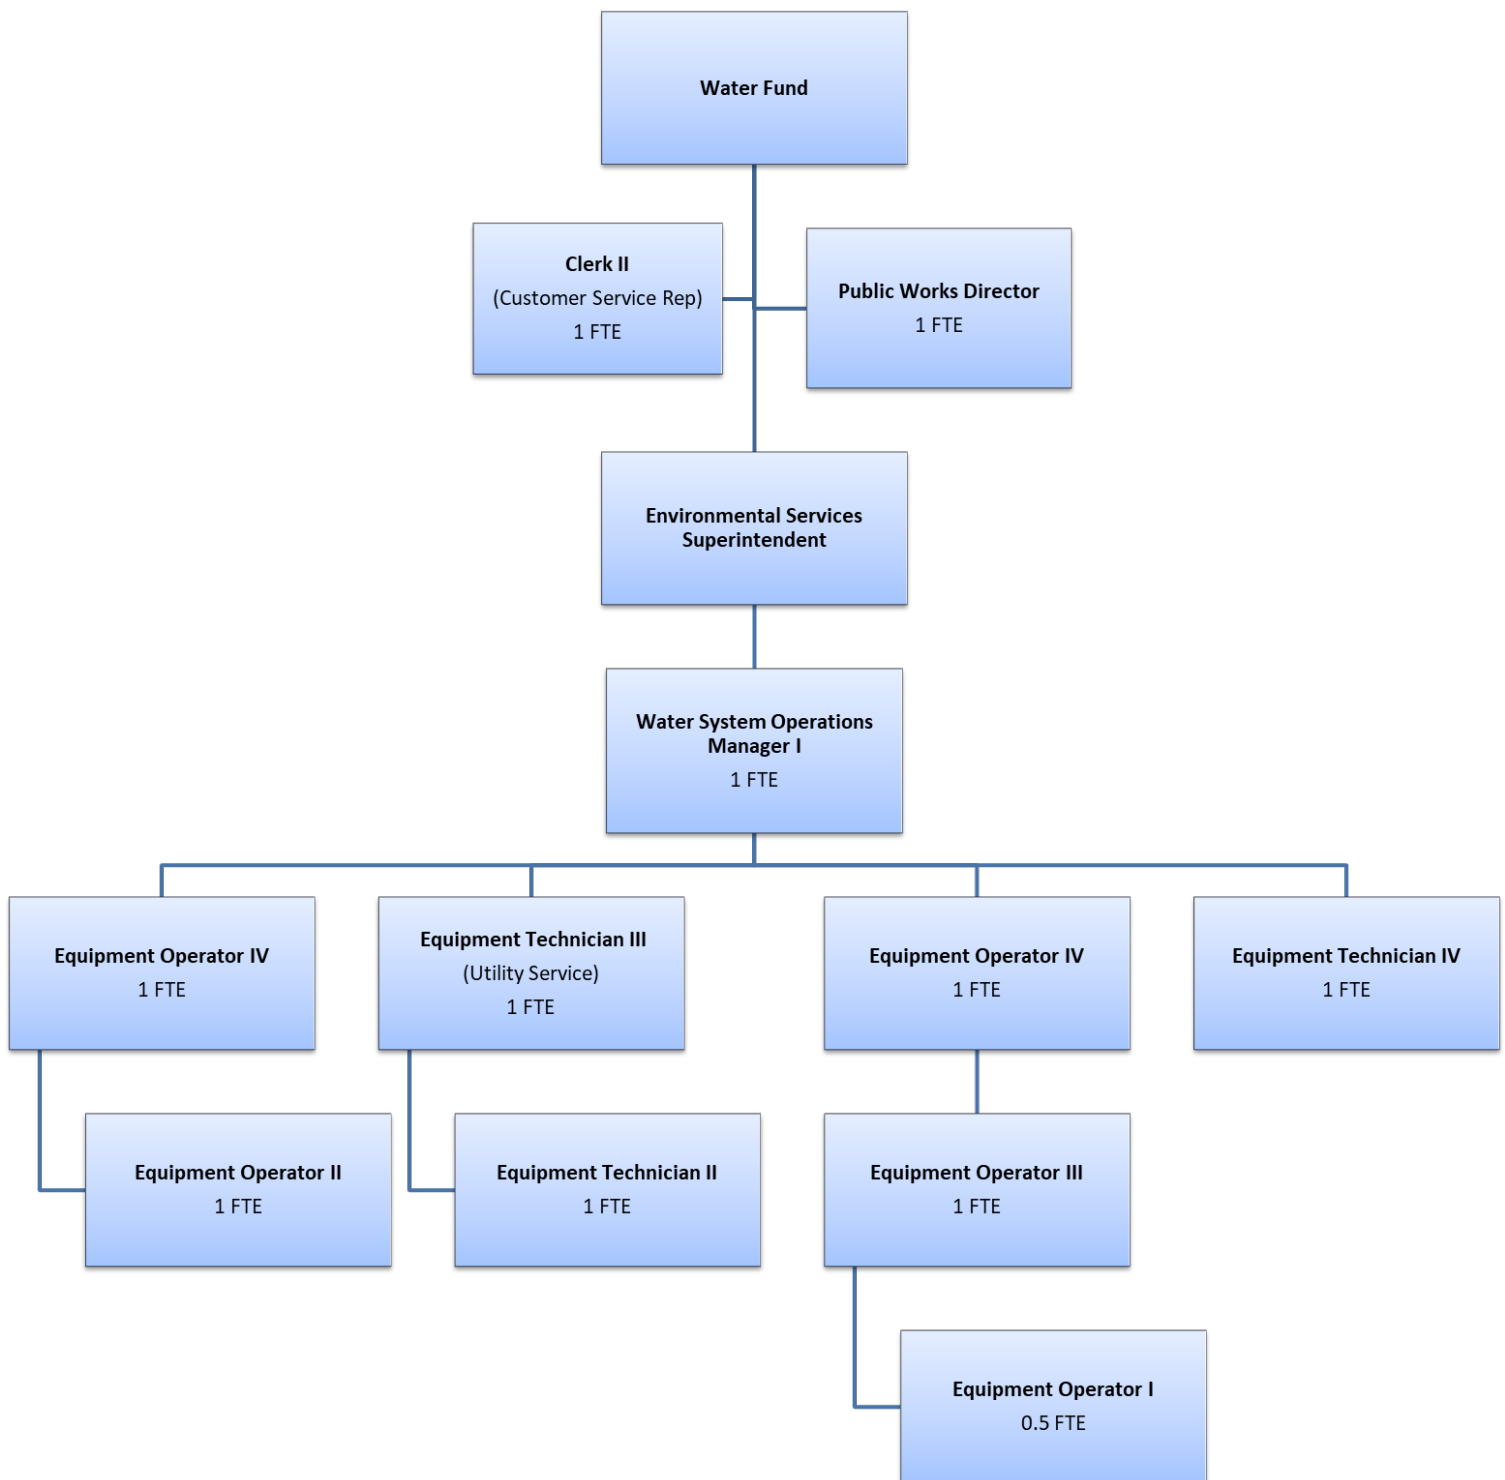 Water Fund
Clerk II
(Customer Service Rep)
1 FTE
Public Works Director
1 FTE
Environmental Services
Superintendent
Water System Operations
Manager I
1 FTE
Equipment Operator IV
1 FTE
Equipment Technician III
(Utility Service)
1 FTE
Equipment Operator IV
1 FTE
Equipment Technician IV
1 FTE
Equipment Operator II
1 FTE
Equipment Technician II
1 FTE
Equipment Operator III
1 FTE
Equipment Operator I
0.5 FTE